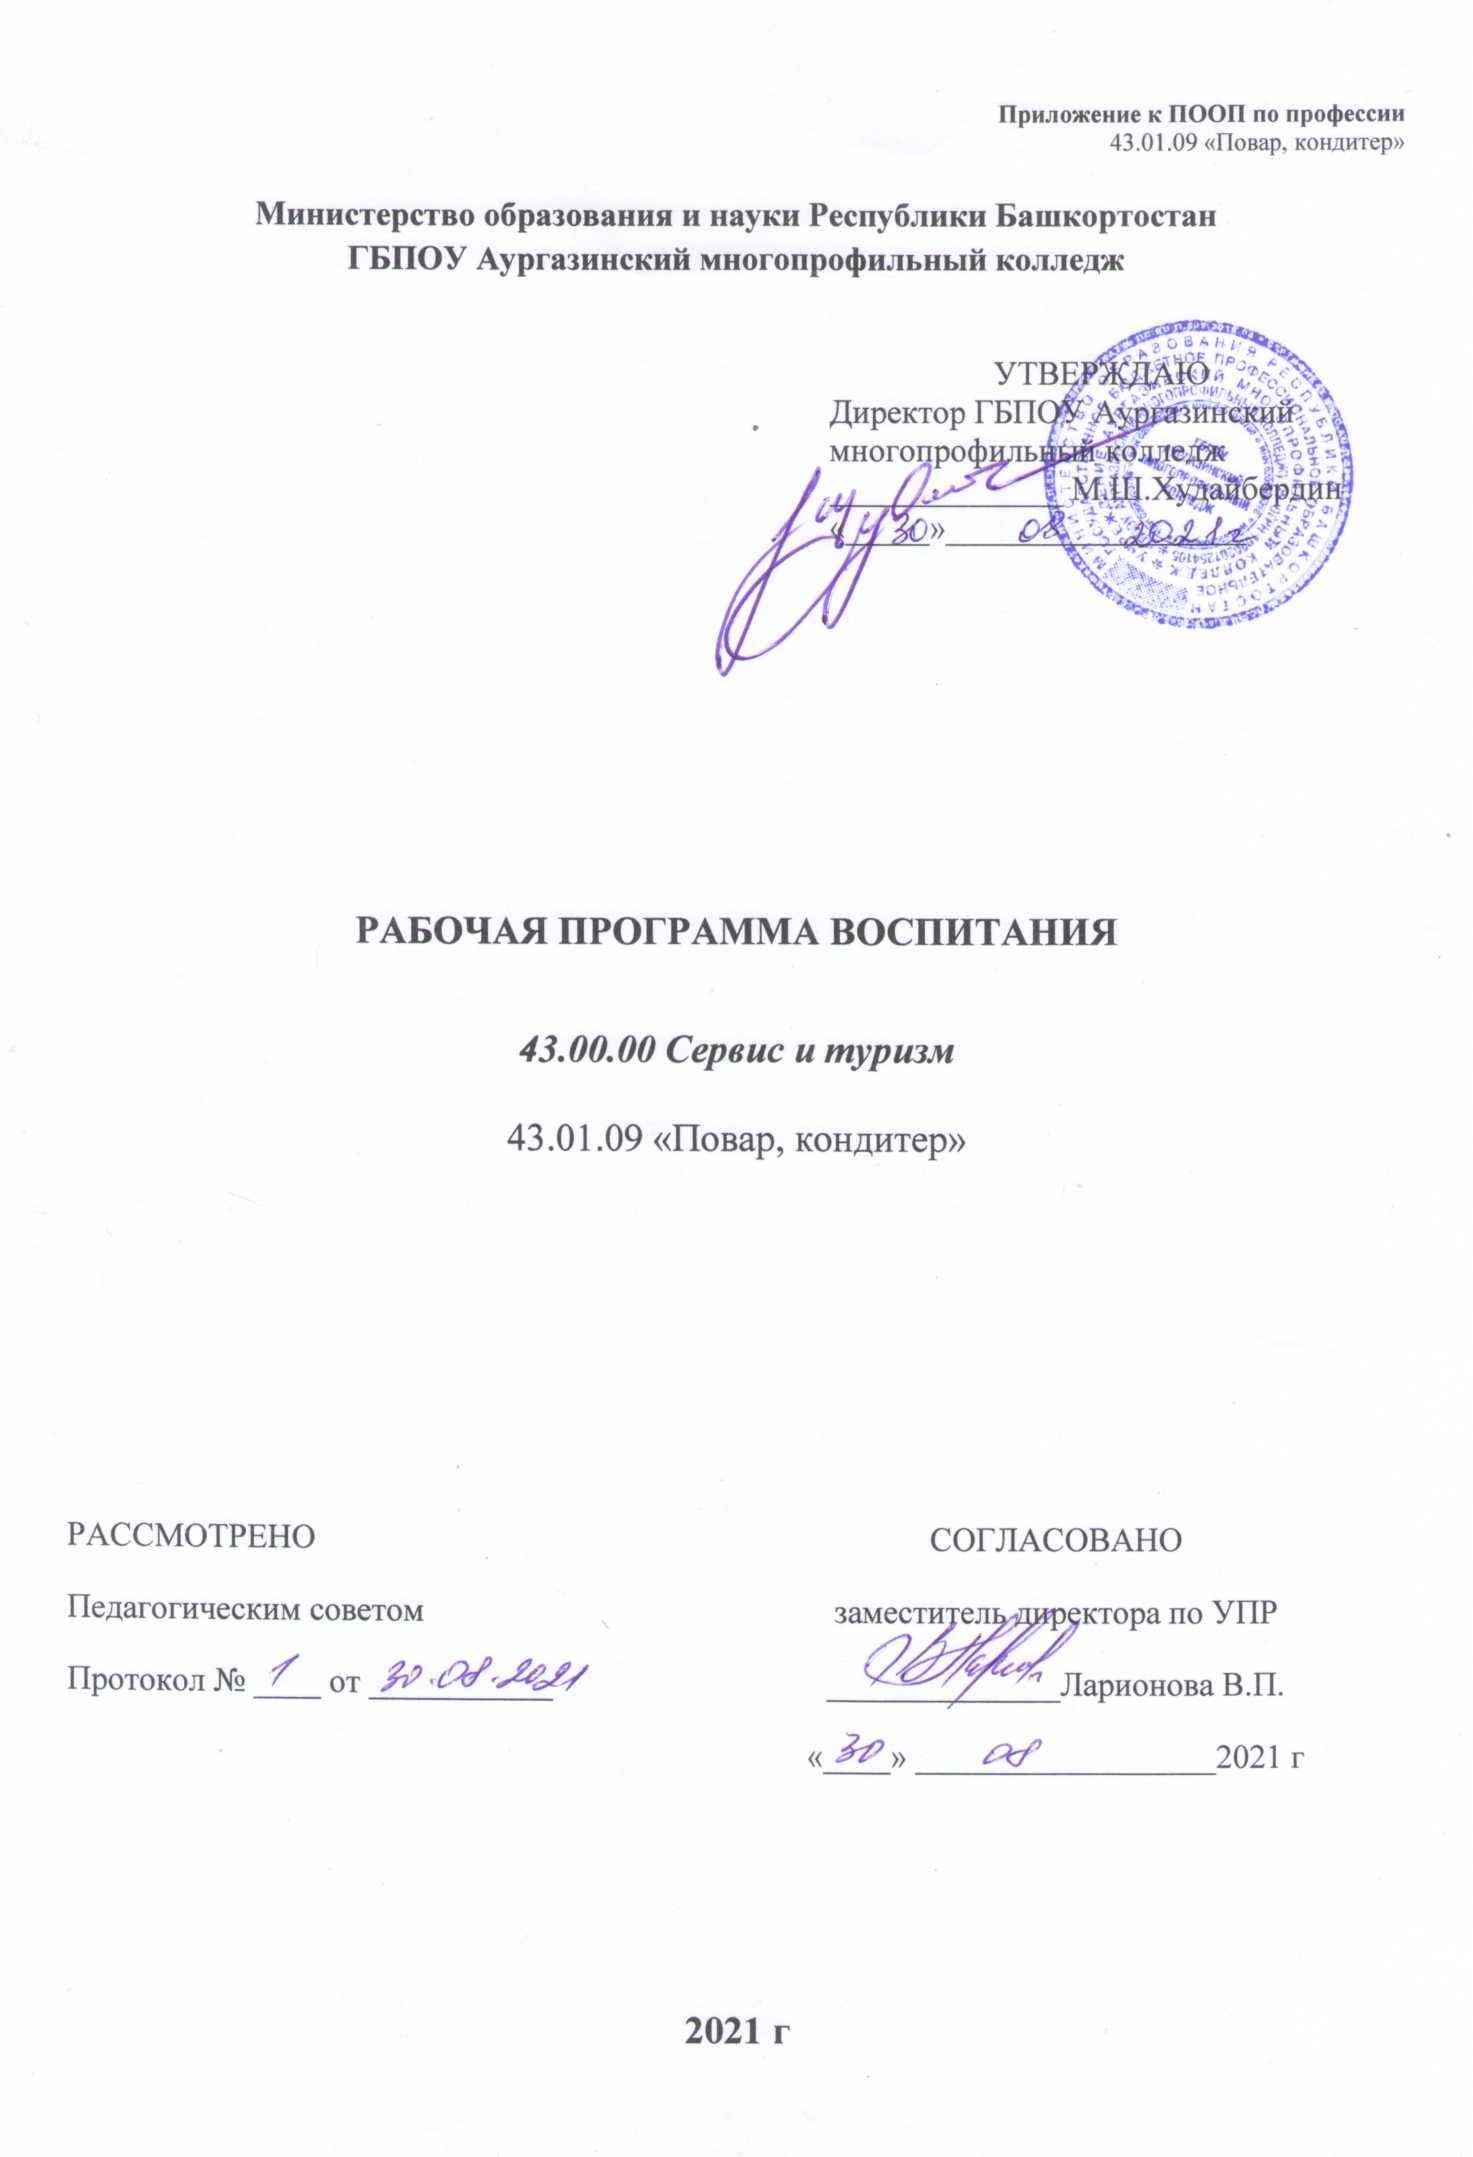 Приложение к ПООП по профессии
43.01.09 «Повар, кондитер»
Министерство образования и науки Республики Башкортостан
ГБПОУ Аургазинский многопрофильный колледж
УТВЕРЖДАЮ
Директор ГБПОУ Аургазинский
многопрофильный колледж
М.Ш.Худайбердин
«30» 08 2021 г
РАБОЧАЯ ПРОГРАММА ВОСПИТАНИЯ
43.00.00 Сервис и туризм
43.01.09 «Повар, кондитер»
РАССМОТРЕНО
Педагогическим советом
Протокол № 1 от 30.08.2021
СОГЛАСОВАНО
заместитель директора по УПР
Ларионова В.П.
«30» 08 2021 г
2021 г